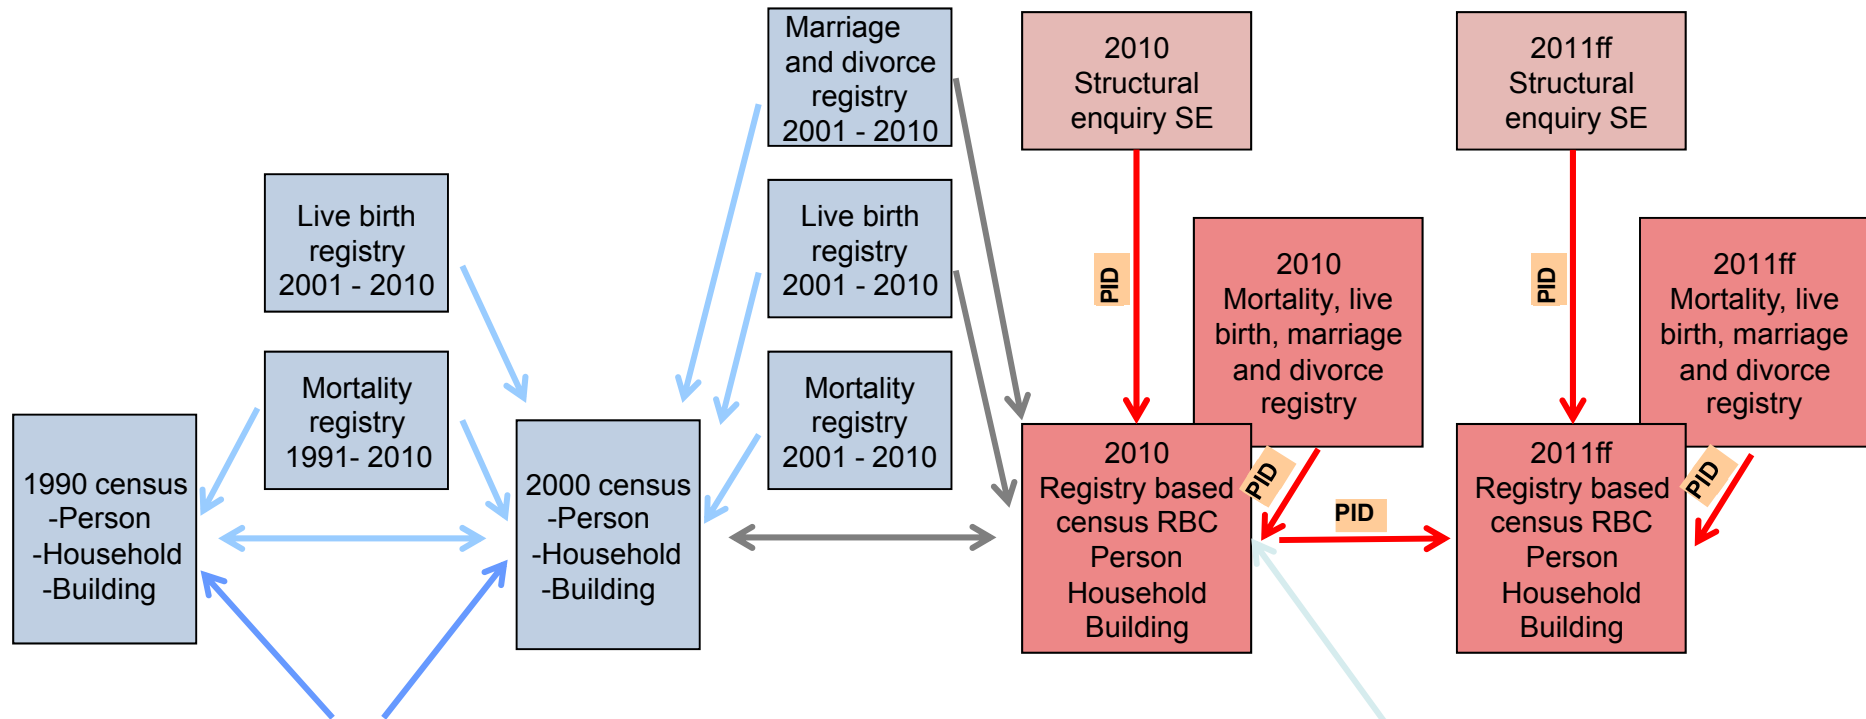 Marriage
and divorce
registry
2001 - 2010
2010
Structural
enquiry SE
2011ff
Structural
enquiry SE
Live birth
registry
2001 - 2010
Live birth
registry
2001 - 2010
PID
2010
Mortality, live
birth, marriage
and divorce
registry
PID
2011ff
Mortality, live
birth, marriage
and divorce
registry
Mortality
registry
1991- 2010
Mortality
registry
2001 - 2010
1990 census
-Person
-Household
-Building
2000 census
-Person
-Household
-Building
2010
Registry based
census RBC
Person
Household
Building
PID
PID
2011ff
Registry based
census RBC
Person
Household
Building
PID